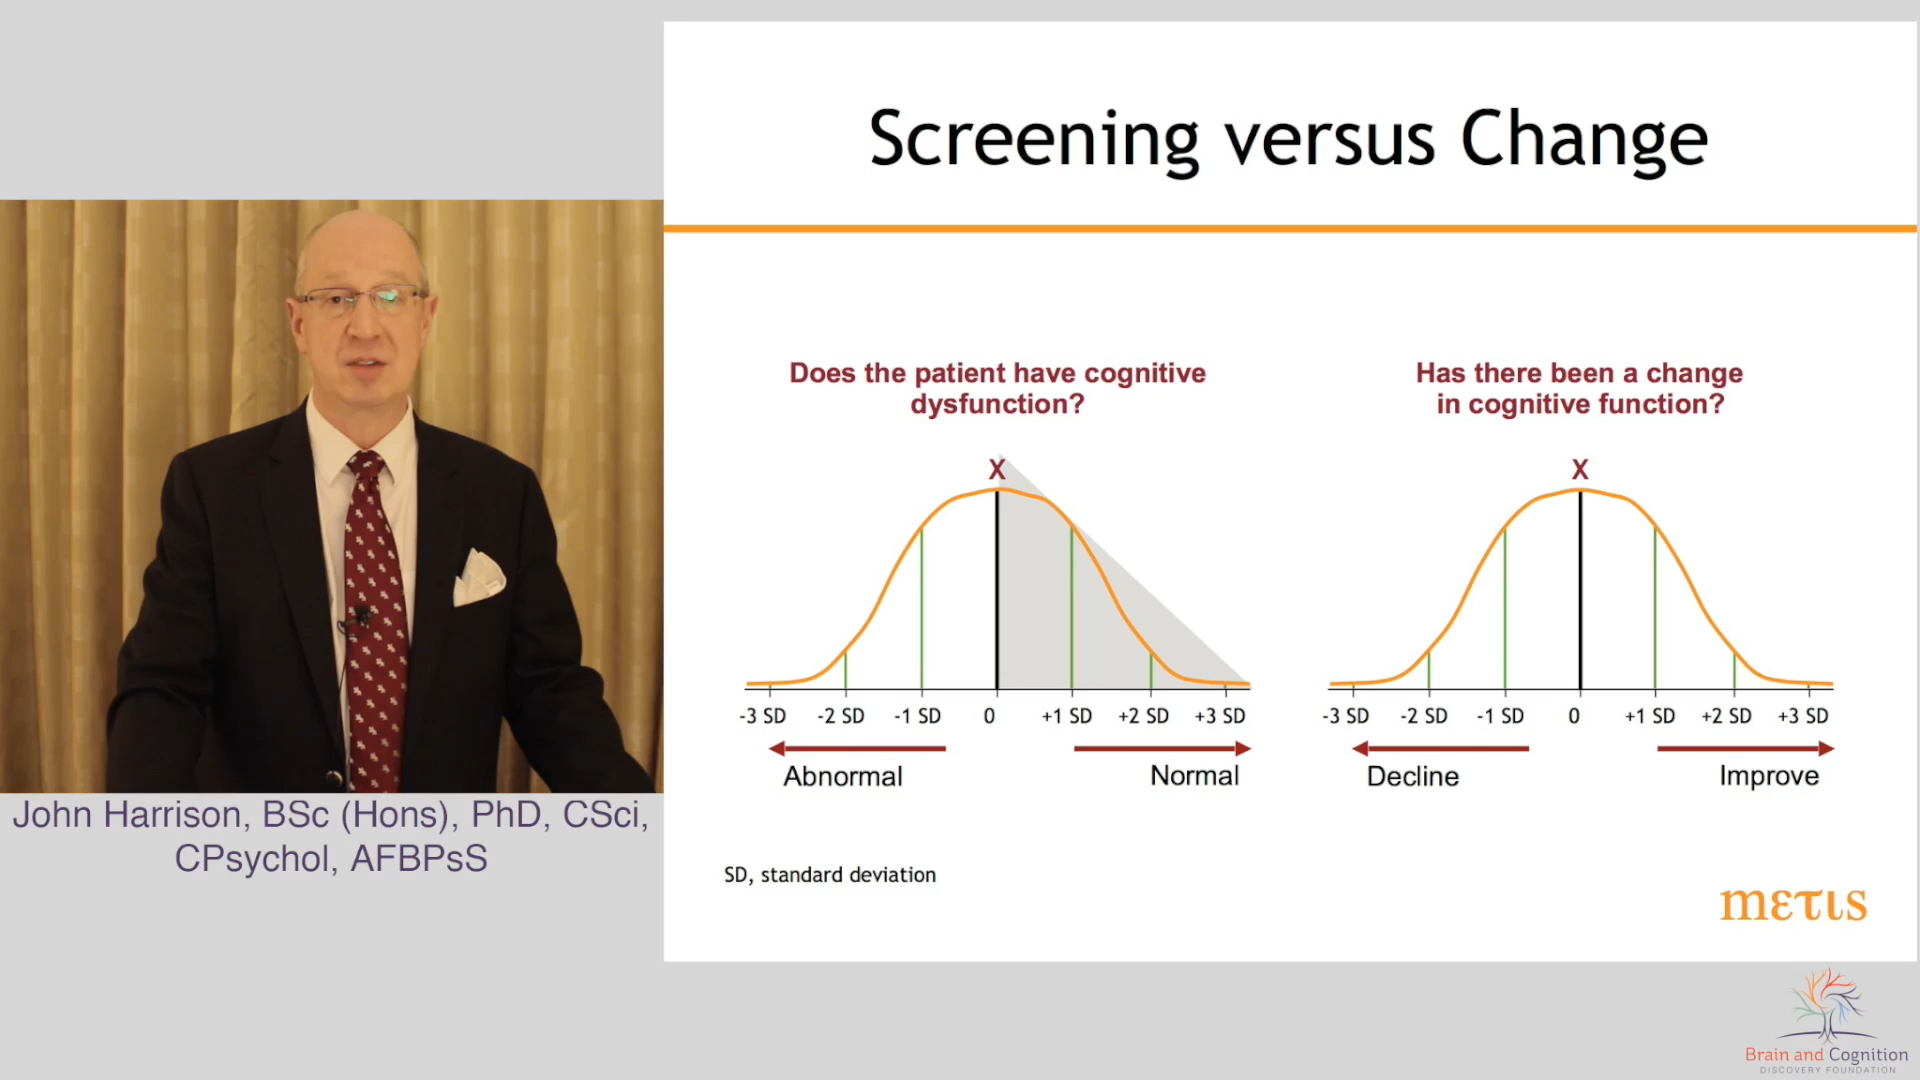 Screening versus Change
Does the patient have cognitive
dysfunction?
X
-3 SD -2 SD -1 SD 0 +1 SD +2 SD +3 SD
Abnormal Normal
Has there been a change
in cognitive function?
X
-3 SD -2 SD -1 SD 0 +1 SD +2 SD +3 SD
Decline Improve
SD, standard deviation
mετιs
John Harrison, BSc (Hons), PhD, CSci,
CPsychol, AFBPsS
Brain and Cognition
DISCOVERY FOUNDATION